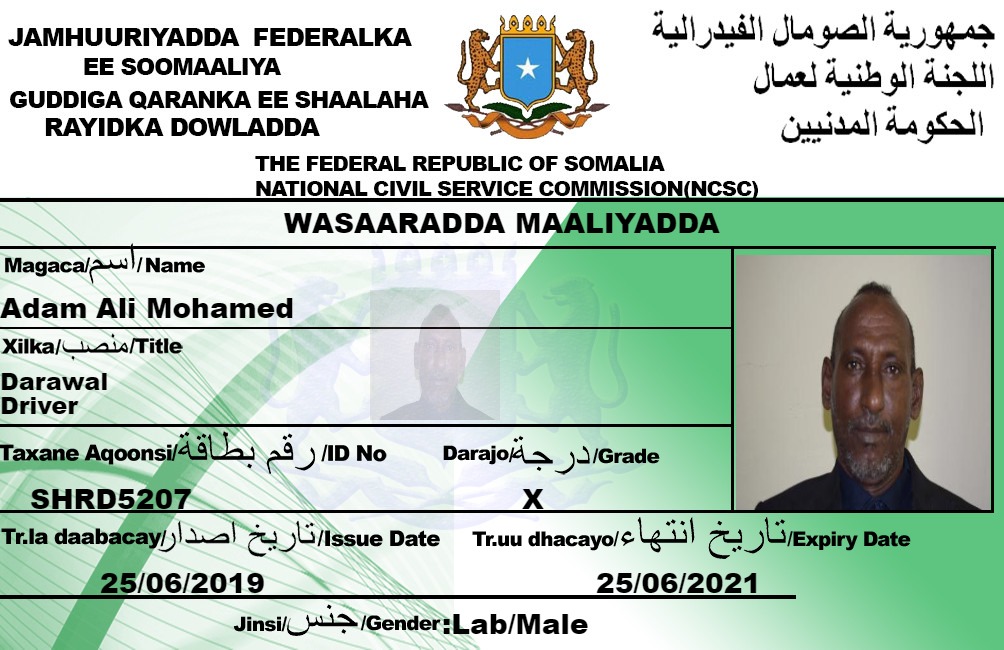 JAMHUURIYADDA FEDERALKA
EE SOOMAALIYA
GUDDIGA QARANKA EE SHAALAHA
RAYIDKA DOWLADDA
جمهورية الصومال الفيدرالية
اللجنة الوطنية لعمال
الحكومة المدنيين
THE FEDERAL REPUBLIC OF SOMALIA
NATIONAL CIVIL SERVICE COMMISSION(NCSC)
WASAARADDA MAALIYADDA
Magaca/اسم/Name
Adam Ali Mohamed
Xilka/منصب/Title
Darawal
Driver
Taxane Aqoonsi/رقم بطاقة/ID No
SHRD5207
Darajo/درجة/Grade
X
Tr.la daabacay/تاريخ اصدار/Issue Date
25/06/2019
Tr.uu dhacayo/تاريخ انتهاء/Expiry Date
25/06/2021
Jinsi/جنس/Gender:Lab/Male